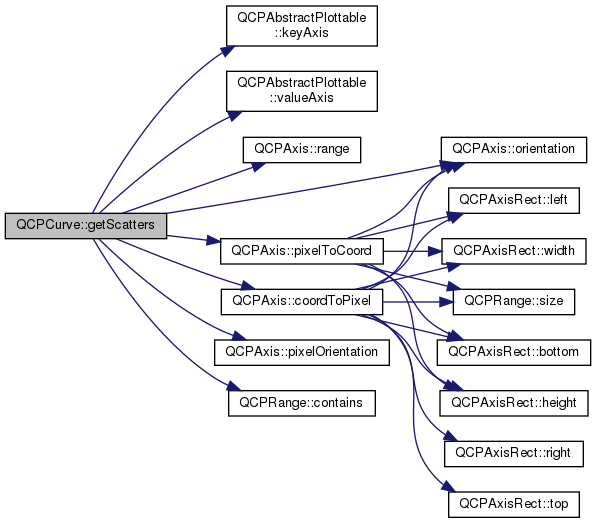 QCPAbstractPlottable
::keyAxis
QCPAbstractPlottable
::valueAxis
QCPAxis::range
QCPAxis::orientation
QCPAxisRect::left
QCPCurve::getScatters
QCPAxis::pixelToCoord
QCPAxisRect::width
QCPAxis::coordToPixel
QCPRange::size
QCPAxis::pixelOrientation
QCPAxisRect::bottom
QCPRange::contains
QCPAxisRect::height
QCPAxisRect::right
QCPAxisRect::top